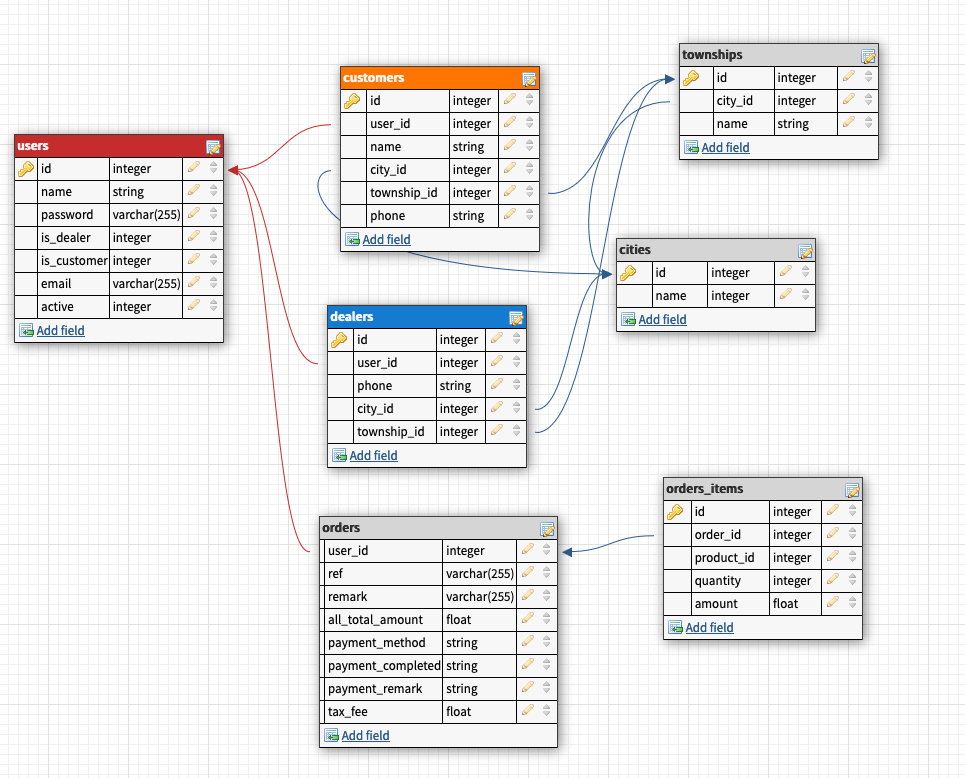 users
id integer
name string
password varchar(255)
is_dealer integer
is_customer integer
email varchar(255)
active integer
Add field
customers
id integer
user_id integer
name string
city_id integer
township_id integer
phone string
Add field
townships
id integer
city_id integer
name string
Add field
cities
id integer
name integer
Add field
dealers
id integer
user_id integer
phone string
city_id integer
township_id integer
Add field
orders
user_id integer
ref varchar(255)
remark varchar(255)
all_total_amount float
payment_method string
payment_completed string
payment_remark string
tax_fee float
Add field
orders_items
id integer
order_id integer
product_id integer
quantity integer
amount float
Add field